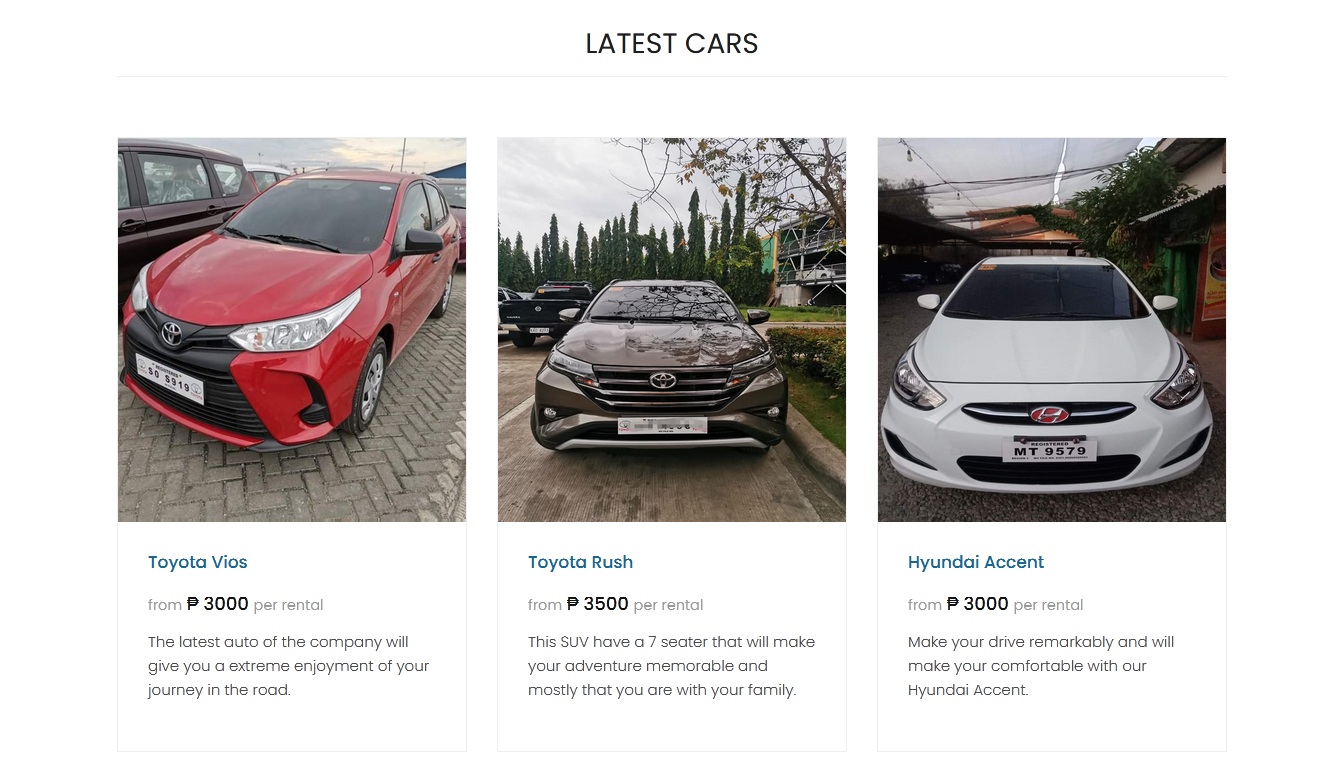 LATEST CARS
REGISTERED
S0 S919
REGISTERED
MT 9579
Toyota Vios
from ₱ 3000 per rental
The latest auto of the company will
give you a extreme enjoyment of your
journey in the road.
Toyota Rush
from ₱ 3500 per rental
This SUV have a 7 seater that will make
your adventure memorable and
mostly that you are with your family.
Hyundai Accent
from ₱ 3000 per rental
Make your drive remarkably and will
make your comfortable with our
Hyundai Accent.